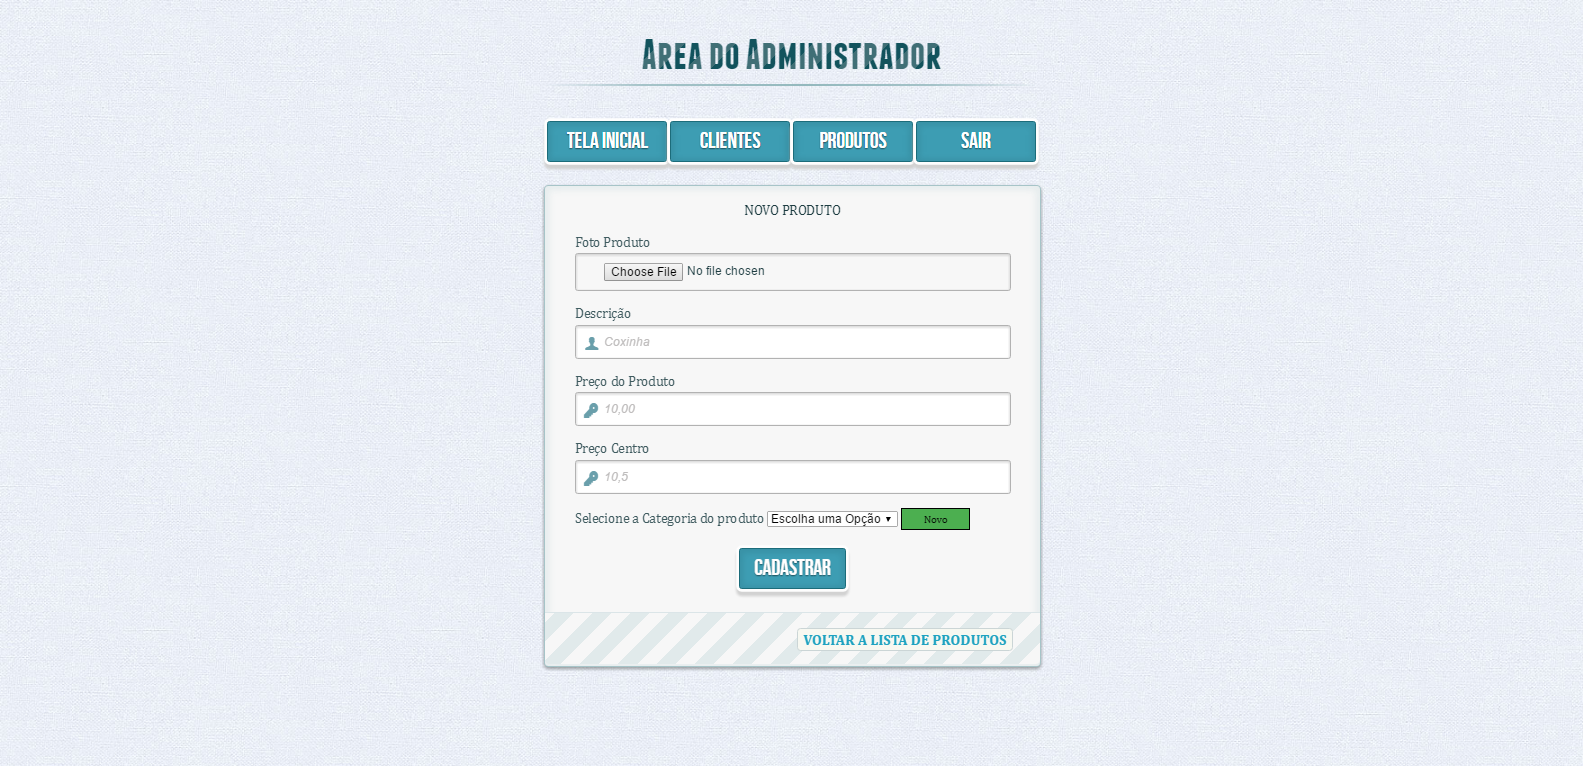 Area do Administrador
TELA INICIAL CLIENTES PRODUTOS SAIR
NOVO PRODUTO
Foto Produto
Choose File No file chosen
Descrição
Coxinha
Preço do Produto
10,00
Preço Centro
10,5
Selecione a Categoria do produto Escolha uma Opção Novo
CADASTRAR
VOLTAR A LISTA DE PRODUTOS